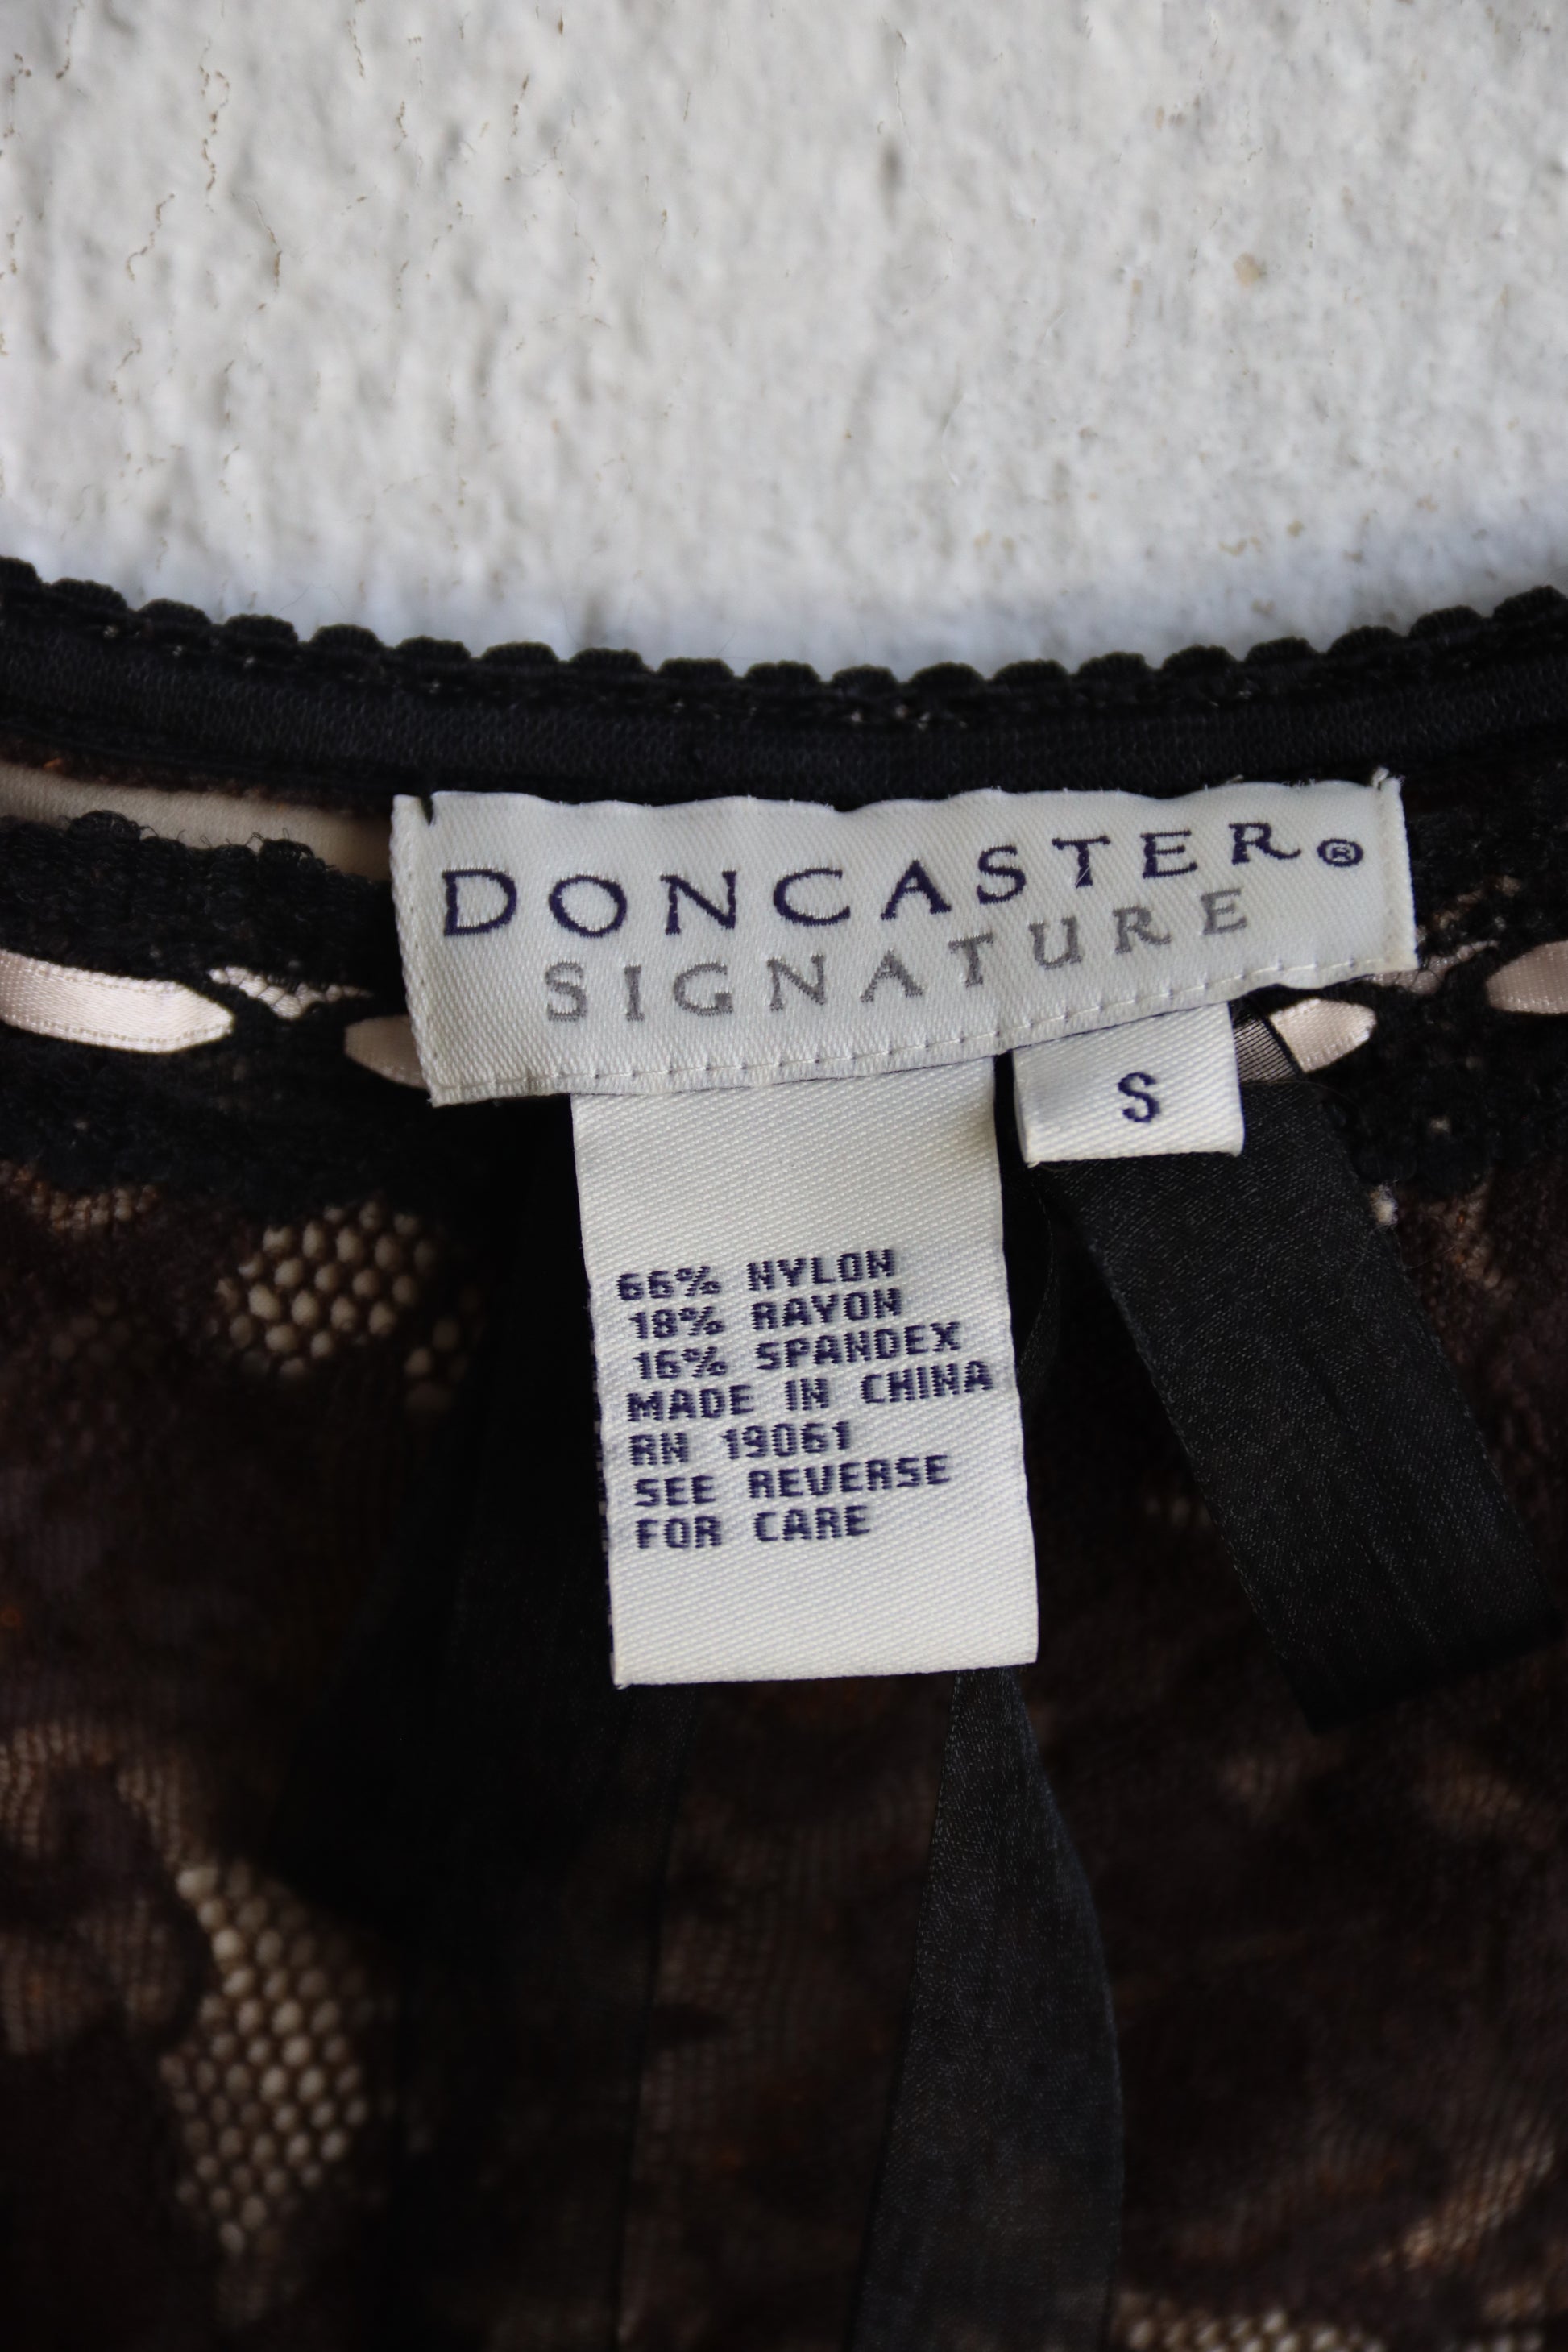 DONCASTER®
SIGNATURE
S
66% NYLON
18% RAYON
16% SPANDEX
MADE IN CHINA
RN 19061
SEE REVERSE
FOR CARE